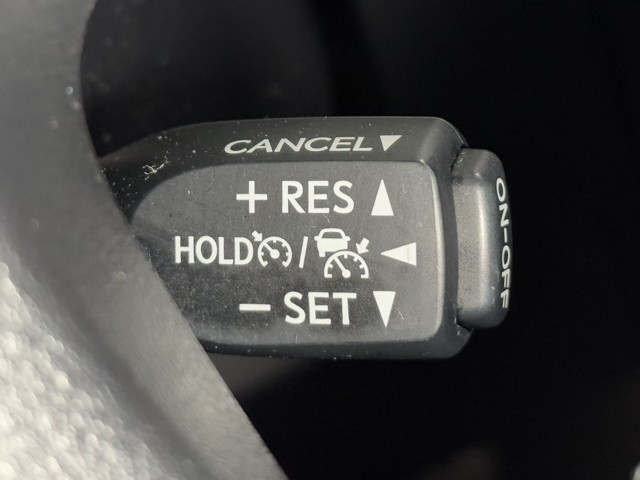 CANCEL▼
+ RES ▲
HOLD / ◄
- SET ▼
ON-OFF